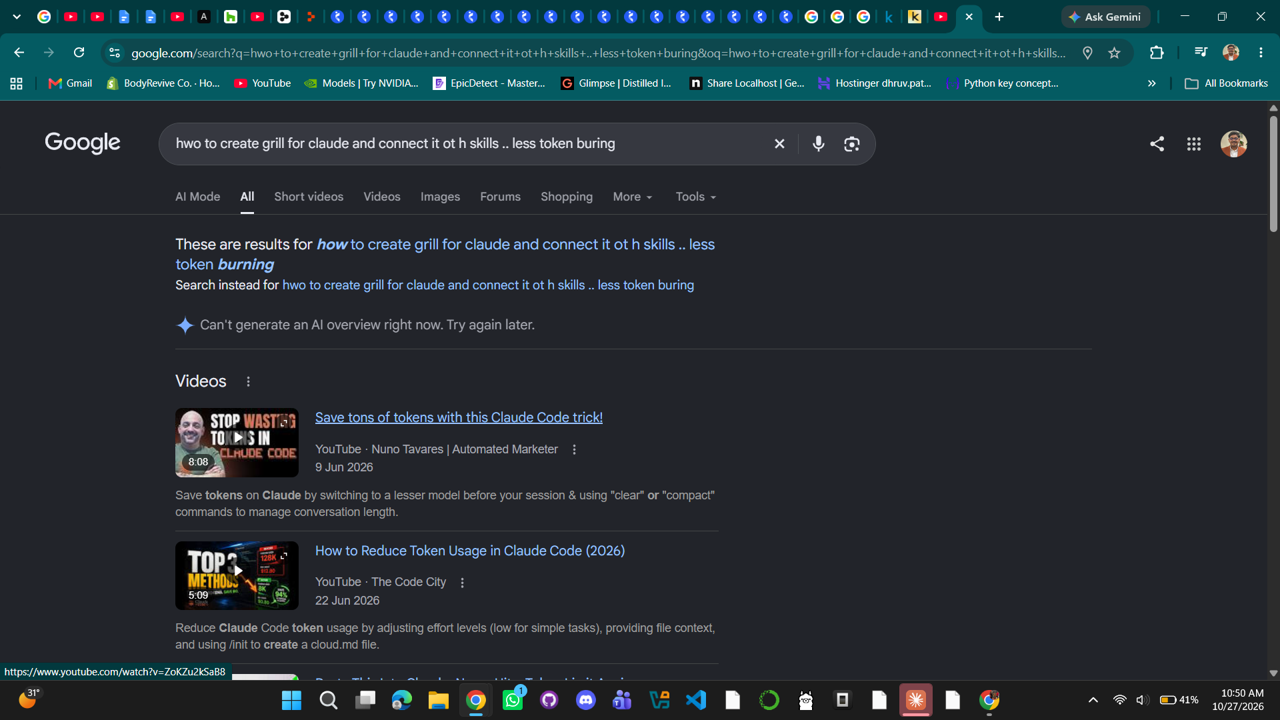 Ask Gemini
google.com/search?q=hwo+to+create+grill+for+claude+and+connect+it+ot+h+skills+..+less+token+buring&oq=hwo+to+create+grill+for+claude+and+connect+it+ot+h+skills...
Gmail
BodyRevive Co. · Ho...
YouTube
Models | Try NVIDIA...
EpicDetect - Master...
Glimpse | Distilled I...
Share Localhost | Ge...
Hostinger dhruv.pat...
Python key concept...
All Bookmarks
Google
hwo to create grill for claude and connect it ot h skills .. less token buring
AI Mode
All
Short videos
Videos
Images
Forums
Shopping
More
Tools
These are results for how to create grill for claude and connect it ot h skills .. less
token burning
Search instead for hwo to create grill for claude and connect it ot h skills .. less token buring
Can't generate an AI overview right now. Try again later.
Videos
STOP WASTING
TOKENS IN
CLAUDE CODE
8:08
Save tons of tokens with this Claude Code trick!
YouTube · Nuno Tavares | Automated Marketer
9 Jun 2026
Save tokens on Claude by switching to a lesser model before your session & using "clear" or "compact"
commands to manage conversation length.
TOP 3
METHODS
5:09
How to Reduce Token Usage in Claude Code (2026)
YouTube · The Code City
22 Jun 2026
Reduce Claude Code token usage by adjusting effort levels (low for simple tasks), providing file context,
and using /init to create a cloud.md file.
https://www.youtube.com/watch?v=ZoKZu2kSaB8
31°
1
41%
10:50 AM
10/27/2026